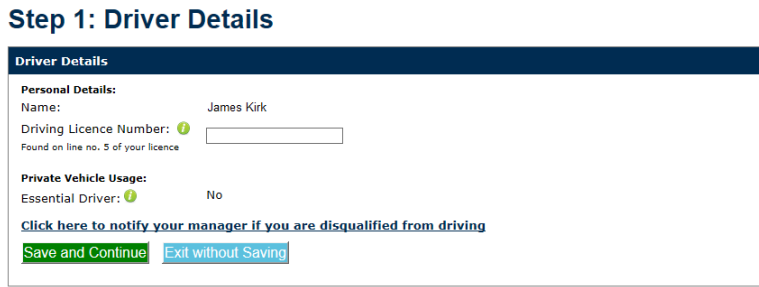 Step 1: Driver Details
Driver Details
Personal Details:
Name: James Kirk
Driving Licence Number: i
Found on line no. 5 of your licence
Private Vehicle Usage:
Essential Driver: i No
Click here to notify your manager if you are disqualified from driving
Save and Continue Exit without Saving